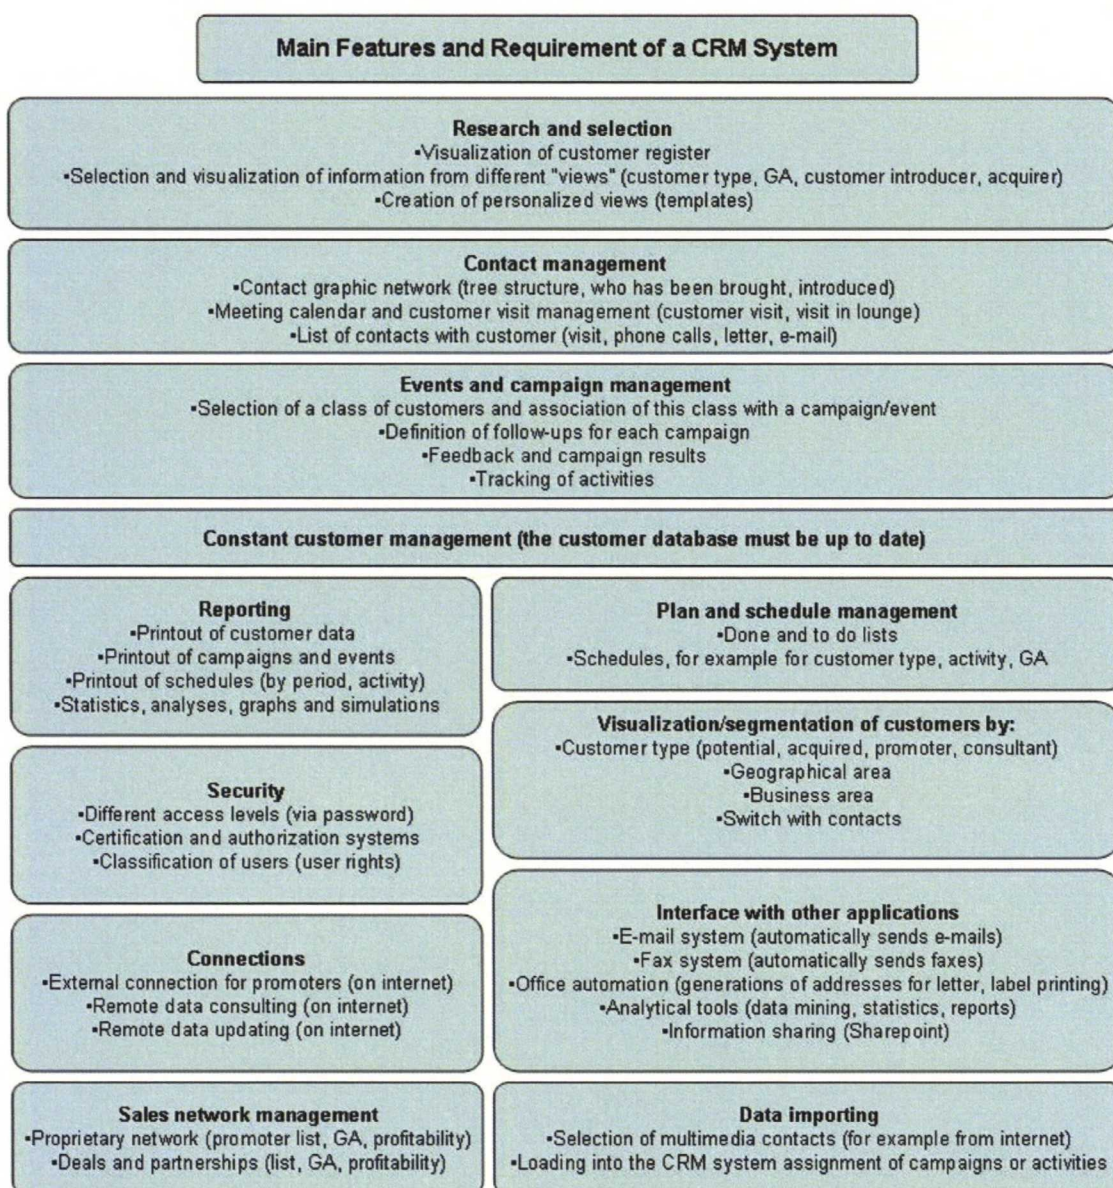 Main Features and Requirement of a CRM System
Research and selection
▪Visualization of customer register
▪Selection and visualization of information from different "views" (customer type, GA, customer introducer, acquirer)
▪Creation of personalized views (templates)
Contact management
▪Contact graphic network (tree structure, who has been brought, introduced)
▪Meeting calendar and customer visit management (customer visit, visit in lounge)
▪List of contacts with customer (visit, phone calls, letter, e-mail)
Events and campaign management
▪Selection of a class of customers and association of this class with a campaign/event
▪Definition of follow-ups for each campaign
▪Feedback and campaign results
▪Tracking of activities
Constant customer management (the customer database must be up to date)
Reporting
▪Printout of customer data
▪Printout of campaigns and events
▪Printout of schedules (by period, activity)
▪Statistics, analyses, graphs and simulations
Security
▪Different access levels (via password)
▪Certification and authorization systems
▪Classification of users (user rights)
Connections
▪External connection for promoters (on internet)
▪Remote data consulting (on internet)
▪Remote data updating (on internet)
Sales network management
▪Proprietary network (promoter list, GA, profitability)
▪Deals and partnerships (list, GA, profitability)
Plan and schedule management
▪Done and to do lists
▪Schedules, for example for customer type, activity, GA
Visualization/segmentation of customers by:
▪Customer type (potential, acquired, promoter, consultant)
▪Geographical area
▪Business area
▪Switch with contacts
Interface with other applications
▪E-mail system (automatically sends e-mails)
▪Fax system (automatically sends faxes)
▪Office automation (generations of addresses for letter, label printing)
▪Analytical tools (data mining, statistics, reports)
▪Information sharing (Sharepoint)
Data importing
▪Selection of multimedia contacts (for example from internet)
▪Loading into the CRM system assignment of campaigns or activities